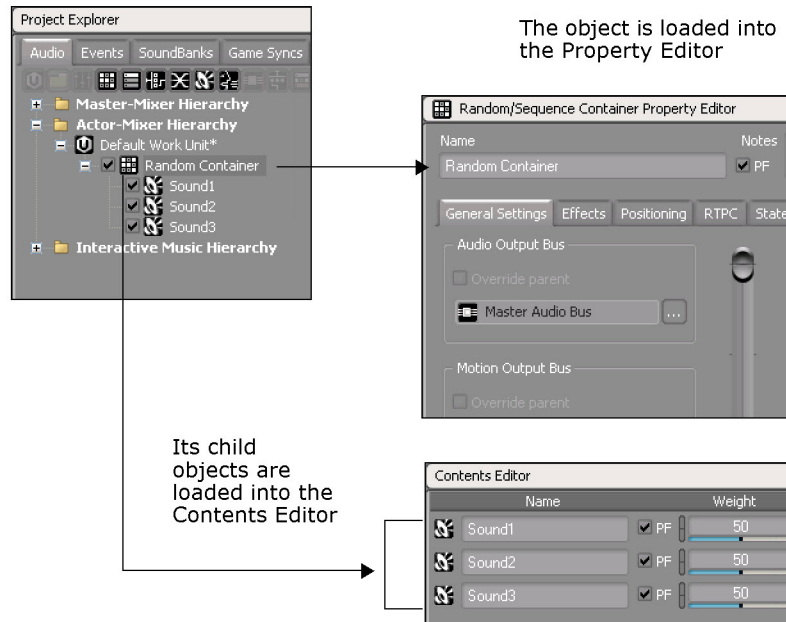 Project Explorer
Audio Events SoundBanks Game Syncs
Master-Mixer Hierarchy
Actor-Mixer Hierarchy
Default Work Unit*
Random Container
Sound1
Sound2
Sound3
Interactive Music Hierarchy
The object is loaded into
the Property Editor
Random/Sequence Container Property Editor
Name Notes
Random Container PF
General Settings Effects Positioning RTPC State
Audio Output Bus
Override parent
Master Audio Bus ...
Motion Output Bus
Override parent
Its child
objects are
loaded into the
Contents Editor
Contents Editor
Name Weight
Sound1 PF 50
Sound2 PF 50
Sound3 PF 50